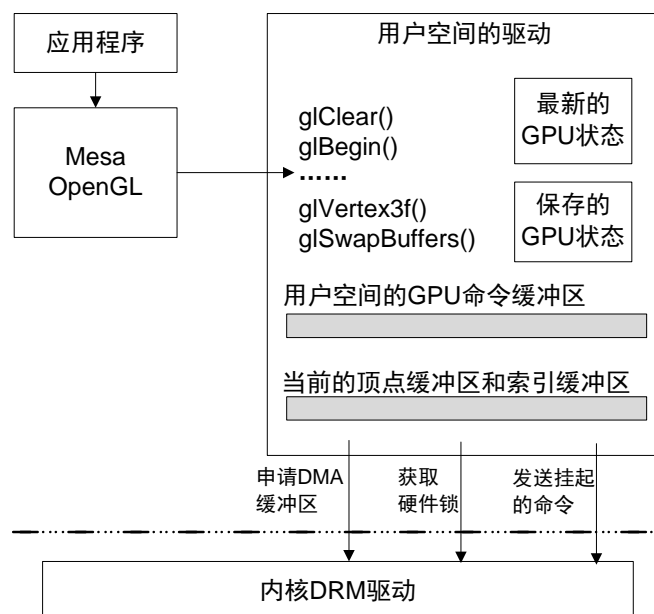 应用程序
Mesa
OpenGL
用户空间的驱动
glClear()
glBegin()
······
glVertex3f()
glSwapBuffers()
最新的
GPU状态
保存的
GPU状态
用户空间的GPU命令缓冲区
当前的顶点缓冲区和索引缓冲区
申请DMA
缓冲区
获取
硬件锁
发送挂起
的命令
内核DRM驱动